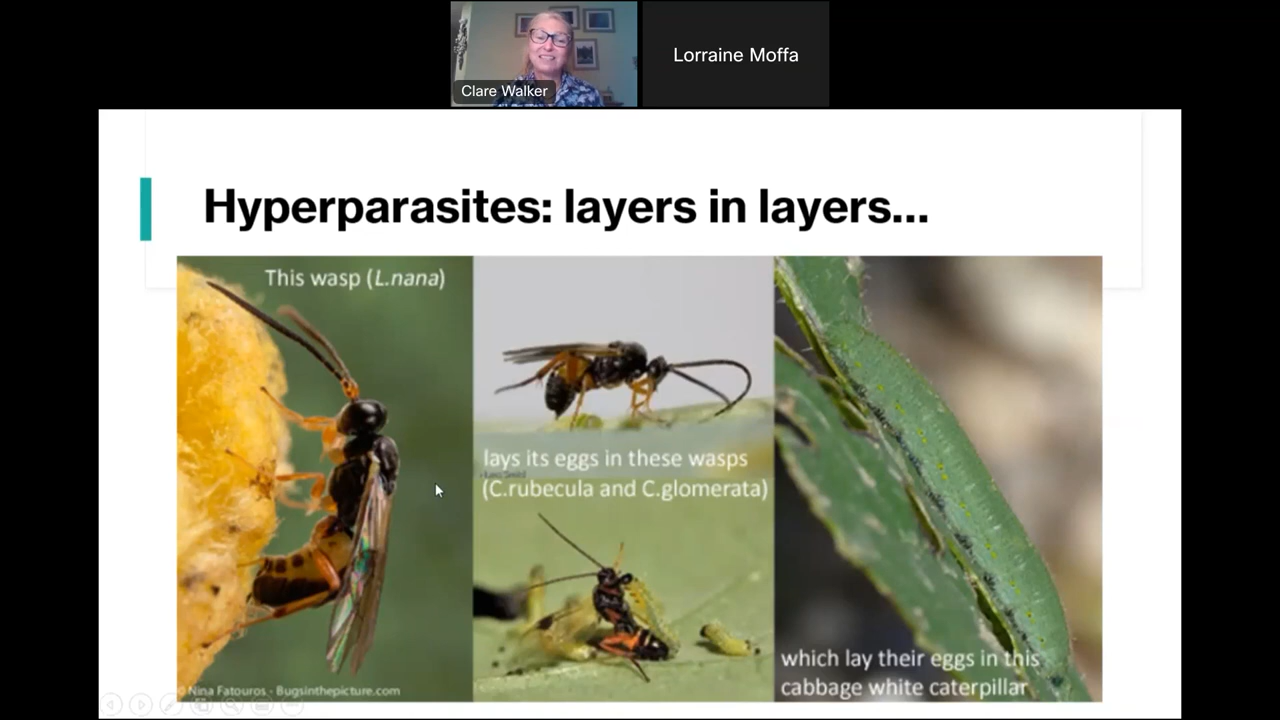 Clare Walker
Lorraine Moffa
Hyperparasites: layers in layers...
This wasp (L.nana)
lays its eggs in these wasps
(C.rubecula and C.glomerata)
which lay their eggs in this
cabbage white caterpillar
© Nina Fatouros - Bugsinthepicture.com